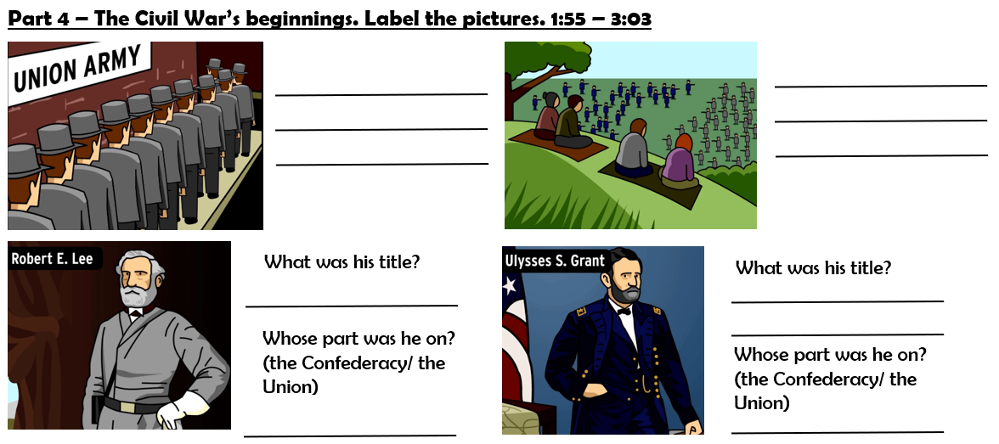 Part 4 – The Civil War's beginnings. Label the pictures. 1:55 – 3:03
UNION ARMY
Robert E. Lee
What was his title?
Whose part was he on?
(the Confederacy/ the
Union)
Ulysses S. Grant
What was his title?
Whose part was he on?
(the Confederacy/ the
Union)